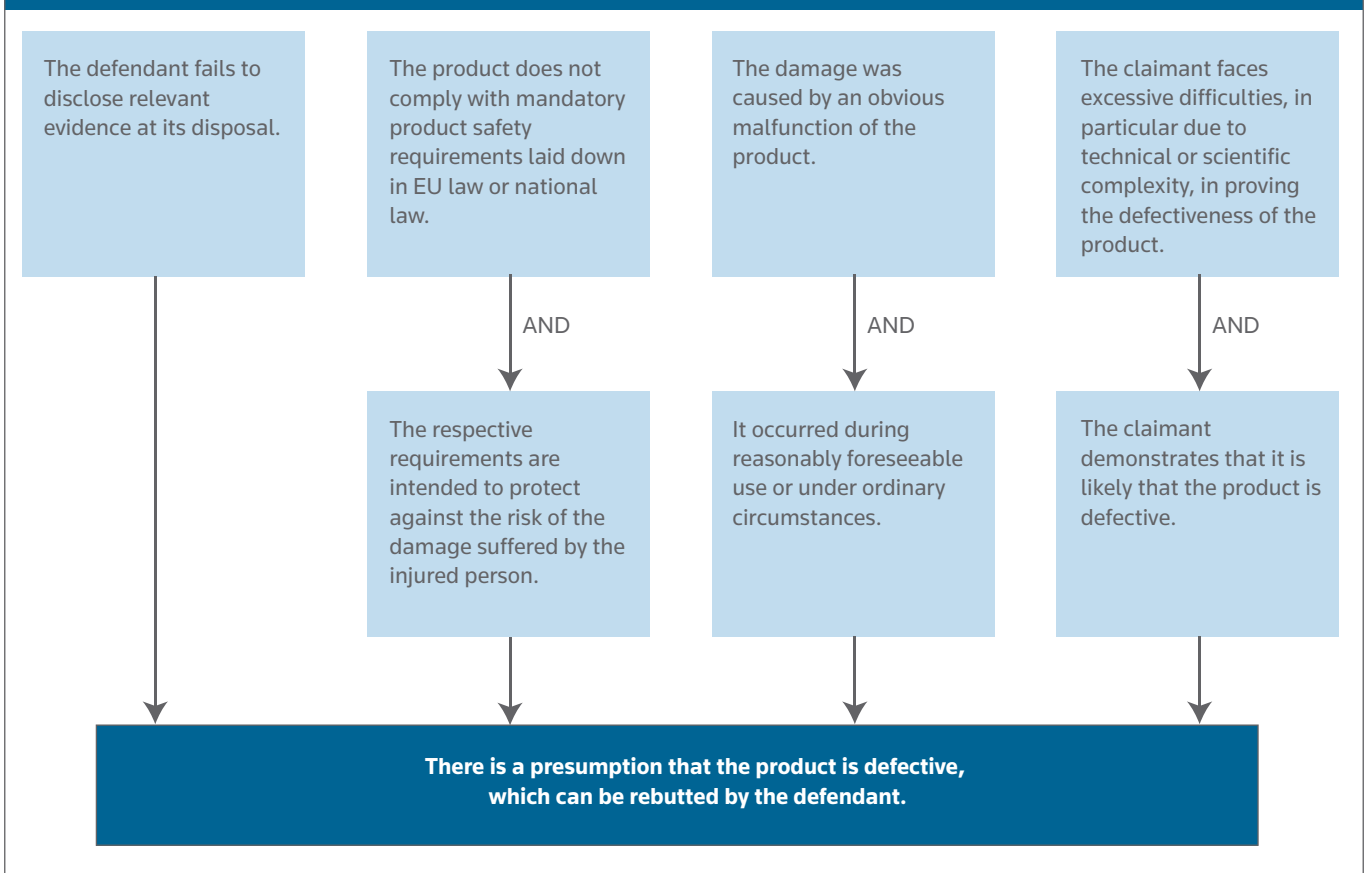 The defendant fails to
disclose relevant
evidence at its disposal.
The product does not
comply with mandatory
product safety
requirements laid down
in EU law or national
law.
The damage was
caused by an obvious
malfunction of the
product.
The claimant faces
excessive difficulties, in
particular due to
technical or scientific
complexity, in proving
the defectiveness of the
product.
AND
AND
AND
The respective
requirements are
intended to protect
against the risk of the
damage suffered by the
injured person.
It occurred during
reasonably foreseeable
use or under ordinary
circumstances.
The claimant
demonstrates that it is
likely that the product is
defective.
There is a presumption that the product is defective,
which can be rebutted by the defendant.